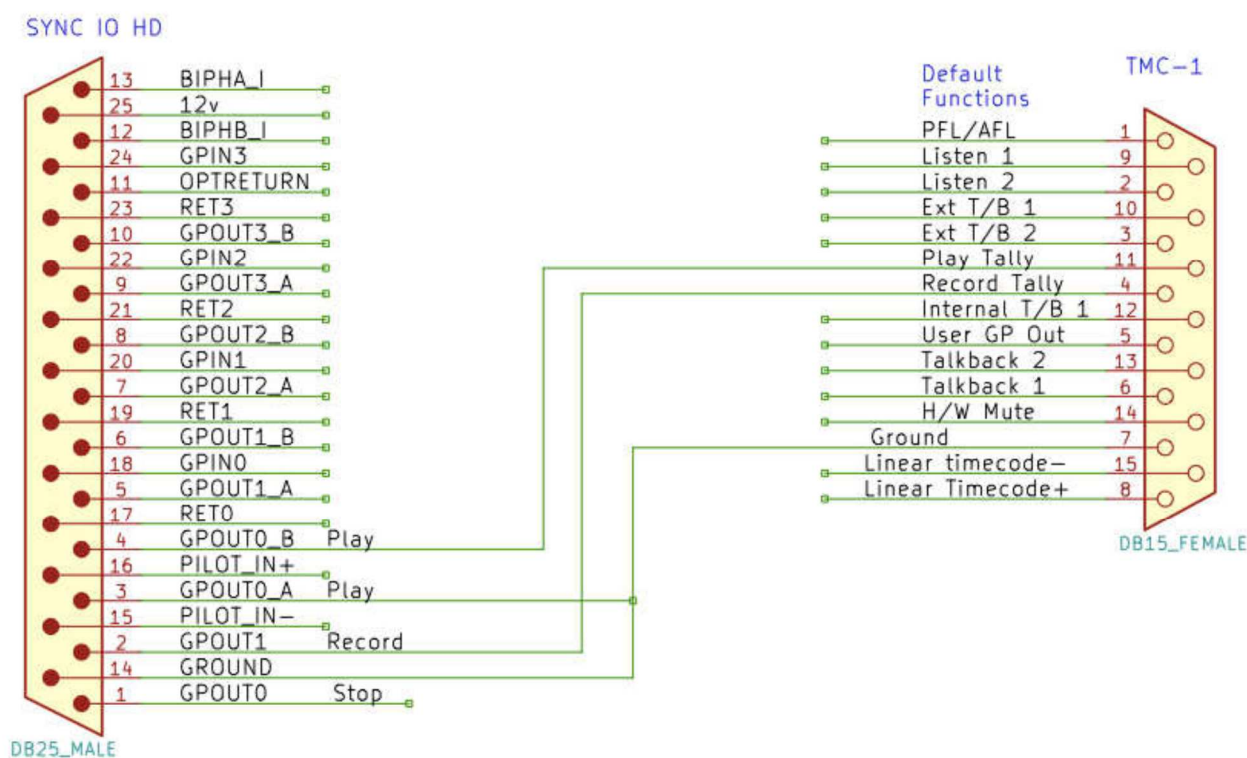 SYNC IO HD
13 BIPHA_I
25 12v
12 BIPHB_I
24 GPIN3
11 OPTRETURN
23 RET3
10 GPOUT3_B
22 GPIN2
9 GPOUT3_A
21 RET2
8 GPOUT2_B
20 GPIN1
7 GPOUT2_A
19 RET1
6 GPOUT1_B
18 GPIN0
5 GPOUT1_A
17 RET0
4 GPOUT0_B Play
16 PILOT_IN+
3 GPOUT0_A Play
15 PILOT_IN-
2 GPOUT1 Record
14 GROUND
1 GPOUT0 Stop
DB25_MALE
TMC-1
Default
Functions
PFL/AFL 1
Listen 1 9
Listen 2 2
Ext T/B 1 10
Ext T/B 2 3
Play Tally 11
Record Tally 4
Internal T/B 1 12
User GP Out 5
Talkback 2 13
Talkback 1 6
H/W Mute 14
Ground 7
Linear timecode- 15
Linear Timecode+ 8
DB15_FEMALE